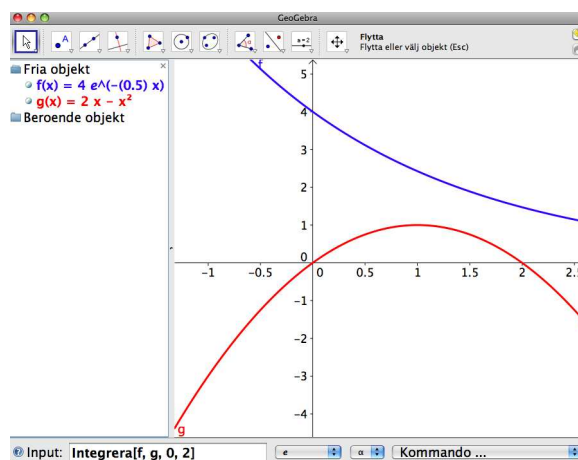 GeoGebra
A
α
a=2
Flytta
Flytta eller välj objekt (Esc)
Fria objekt
f(x) = 4 e^(-(0.5) x)
g(x) = 2 x – x²
Beroende objekt
f
5
4
3
2
1
0
-1 -0.5 0 0.5 1 1.5 2 2.5
-1
-2
-3
-4
g
Input: Integrera[f, g, 0, 2] e α Kommando ...